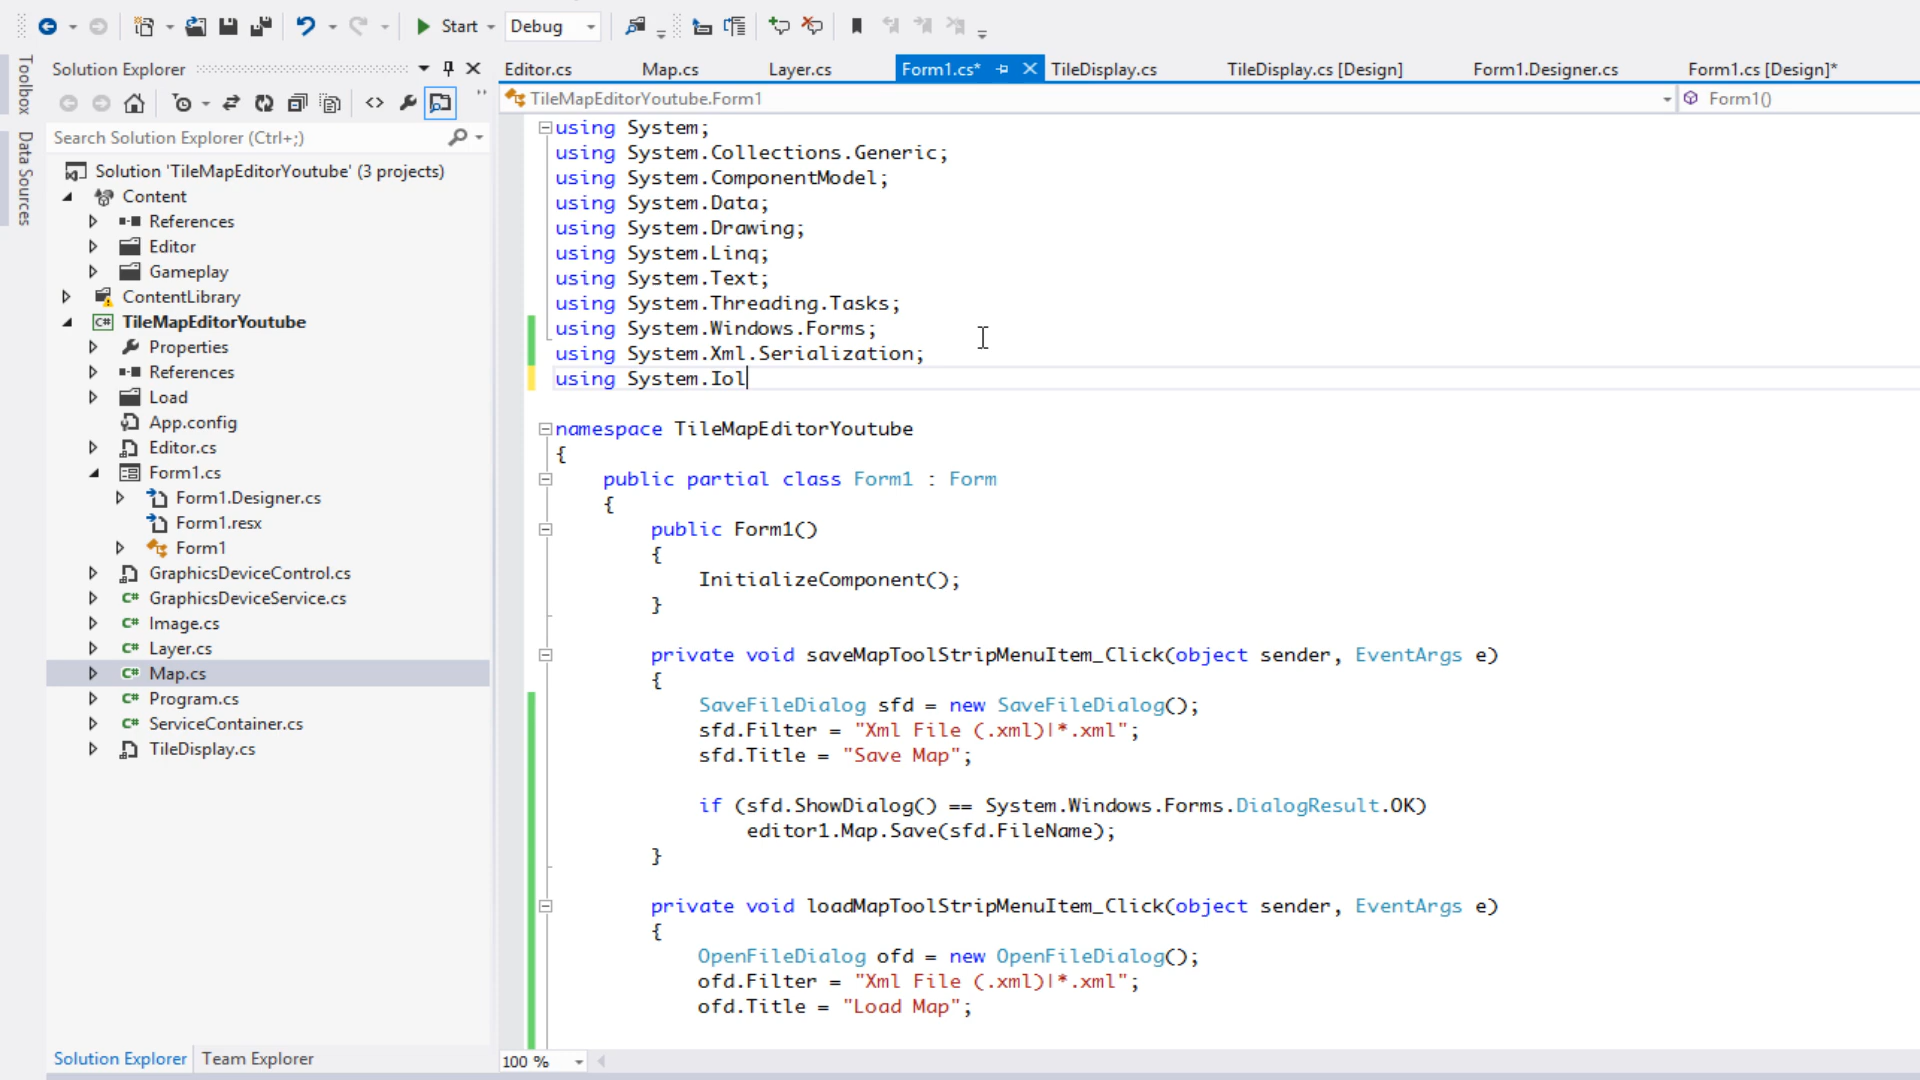 Start
Debug
Toolbox
Data Sources
Solution Explorer
Search Solution Explorer (Ctrl+;)
Solution 'TileMapEditorYoutube' (3 projects)
Content
References
Editor
Gameplay
ContentLibrary
TileMapEditorYoutube
Properties
References
Load
App.config
Editor.cs
Form1.cs
Form1.Designer.cs
Form1.resx
Form1
GraphicsDeviceControl.cs
GraphicsDeviceService.cs
Image.cs
Layer.cs
Map.cs
Program.cs
ServiceContainer.cs
TileDisplay.cs
Solution Explorer Team Explorer
Editor.cs Map.cs Layer.cs Form1.cs* TileDisplay.cs TileDisplay.cs [Design] Form1.Designer.cs Form1.cs [Design]*
TileMapEditorYoutube.Form1 Form1()
using System;
using System.Collections.Generic;
using System.ComponentModel;
using System.Data;
using System.Drawing;
using System.Linq;
using System.Text;
using System.Threading.Tasks;
using System.Windows.Forms;
using System.Xml.Serialization;
using System.Iol
namespace TileMapEditorYoutube
{
public partial class Form1 : Form
{
public Form1()
{
InitializeComponent();
}
private void saveMapToolStripMenuItem_Click(object sender, EventArgs e)
{
SaveFileDialog sfd = new SaveFileDialog();
sfd.Filter = "Xml File (.xml)|*.xml";
sfd.Title = "Save Map";
if (sfd.ShowDialog() == System.Windows.Forms.DialogResult.OK)
editor1.Map.Save(sfd.FileName);
}
private void loadMapToolStripMenuItem_Click(object sender, EventArgs e)
{
OpenFileDialog ofd = new OpenFileDialog();
ofd.Filter = "Xml File (.xml)|*.xml";
ofd.Title = "Load Map";
100 %